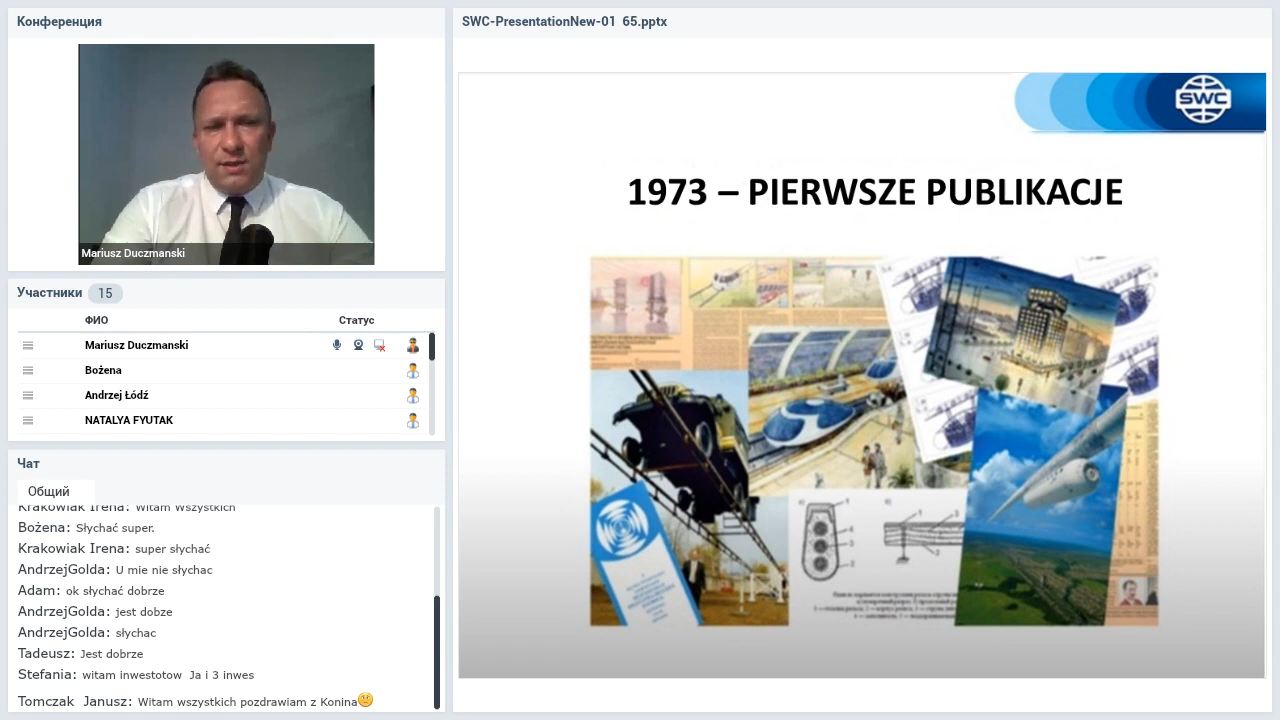 Конференция
Mariusz Duczmanski
Участники 15
ФИО Статус
Mariusz Duczmanski
Bożena
Andrzej Łódź
NATALYA FYUTAK
Чат
Общий
Krakowiak Irena: Witam Wszystkich
Bożena: Słychać super.
Krakowiak Irena: super słychać
AndrzejGolda: U mie nie słychac
Adam: ok słychać dobrze
AndrzejGolda: jest dobze
AndrzejGolda: słychac
Tadeusz: Jest dobrze
Stefania: witam inwestotow Ja i 3 inwes
Tomczak Janusz: Witam wszystkich pozdrawiam z Konina
SWC-PresentationNew-01 65.pptx
SWC
1973 – PIERWSZE PUBLIKACJE